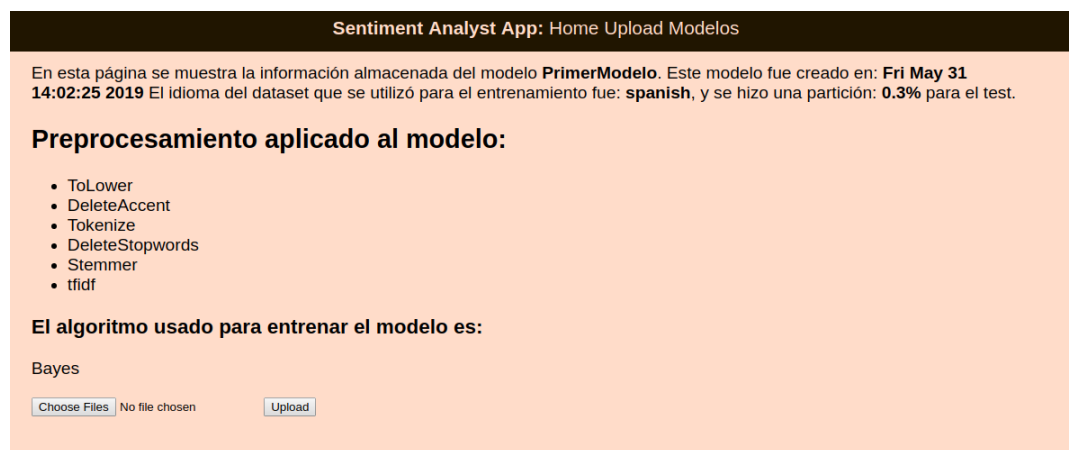 Sentiment Analyst App: Home Upload Modelos
En esta página se muestra la información almacenada del modelo PrimerModelo. Este modelo fue creado en: Fri May 31
14:02:25 2019 El idioma del dataset que se utilizó para el entrenamiento fue: spanish, y se hizo una partición: 0.3% para el test.
Preprocesamiento aplicado al modelo:
ToLower
DeleteAccent
Tokenize
DeleteStopwords
Stemmer
tfidf
El algoritmo usado para entrenar el modelo es:
Bayes
Choose Files No file chosen Upload